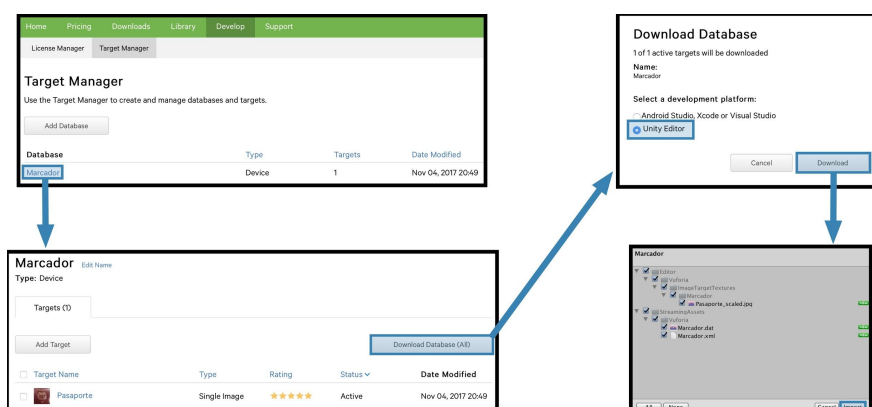 Home Pricing Downloads Library Develop Support
License Manager Target Manager
Target Manager
Use the Target Manager to create and manage databases and targets.
Add Database
Database Type Targets Date Modified
Marcador Device 1 Nov 04, 2017 20:49
Marcador Edit Name
Type: Device
Targets (1)
Add Target Download Database (All)
Target Name Type Rating Status Date Modified
Pasaporte Single Image Active Nov 04, 2017 20:49
Download Database
1 of 1 active targets will be downloaded
Name:
Marcador
Select a development platform:
Android Studio, Xcode or Visual Studio
Unity Editor
Cancel Download
Marcador
Editor
Vuforia
ImageTargetTextures
Marcador
Pasaporte_scaled.jpg NEW
StreamingAssets
Vuforia
Marcador.dat NEW
Marcador.xml NEW
All None Cancel Import